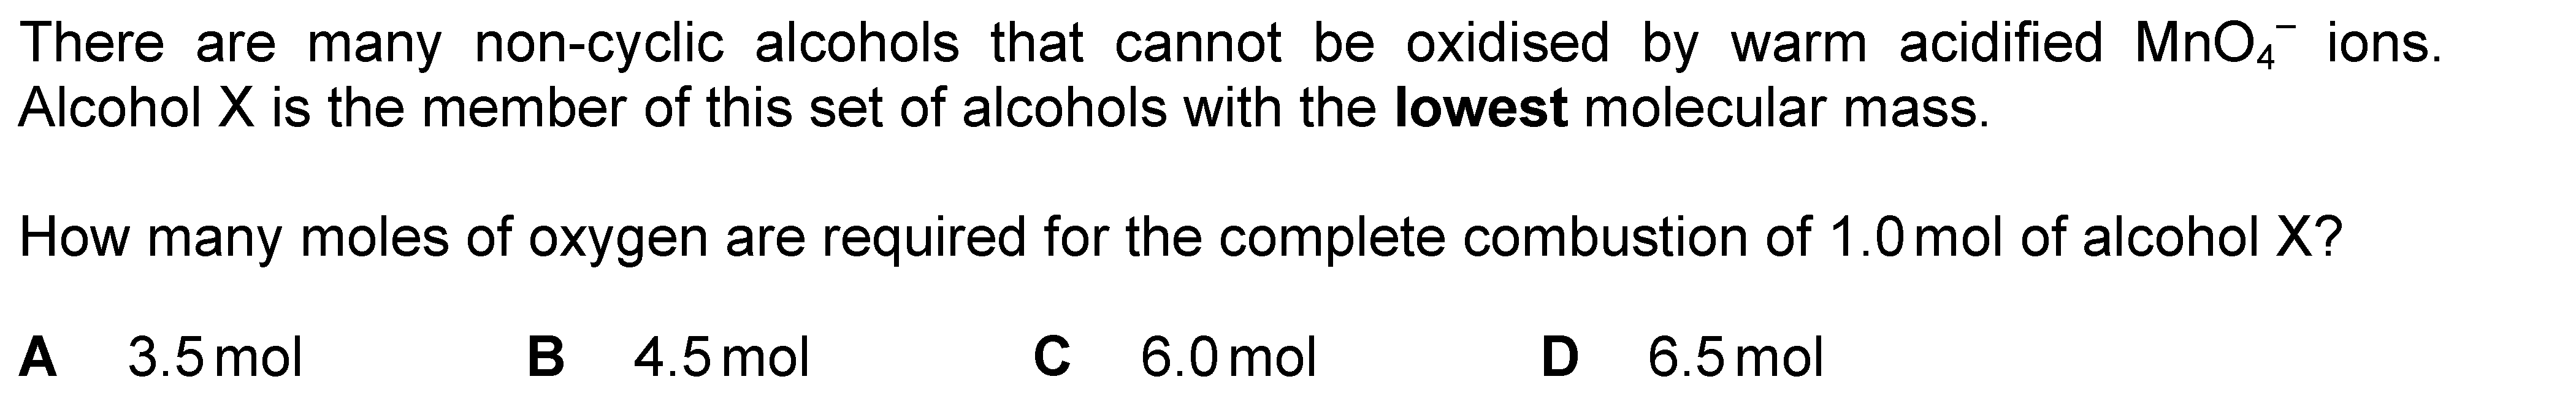 There are many non-cyclic alcohols that cannot be oxidised by warm acidified MnO₄⁻ ions.
Alcohol X is the member of this set of alcohols with the lowest molecular mass.
How many moles of oxygen are required for the complete combustion of 1.0 mol of alcohol X?
A 3.5 mol B 4.5 mol C 6.0 mol D 6.5 mol